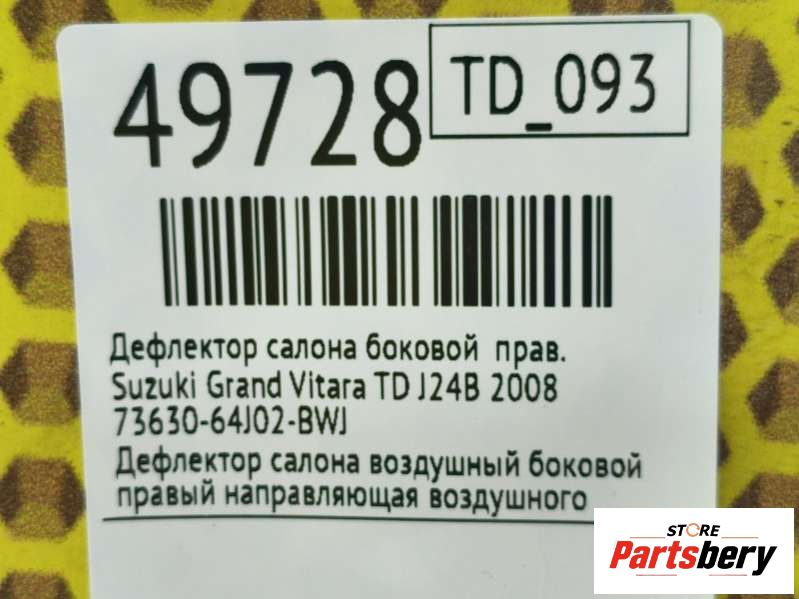 49728
TD_093
Дефлектор салона боковой прав.
Suzuki Grand Vitara TD J24B 2008
73630-64J02-BWJ
Дефлектор салона воздушный боковой
правый направляющая воздушного
STORE
Partsbery